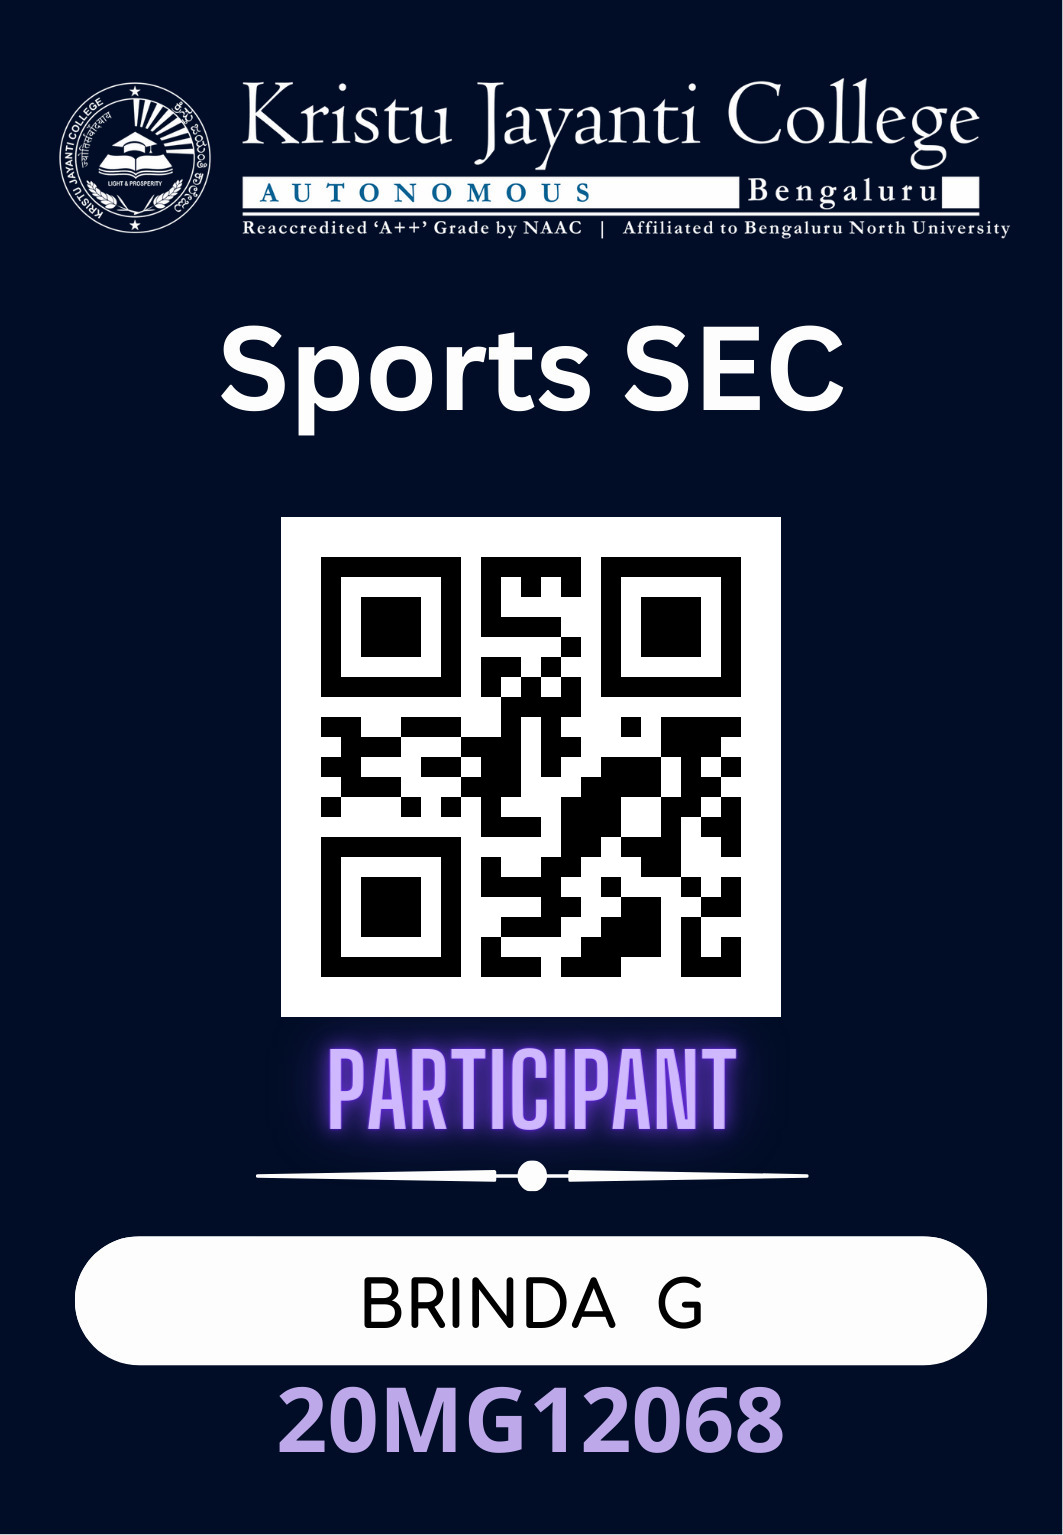 KRISTU JAYANTI COLLEGE
ಕ್ರಿಸ್ತು ಜಯಂತಿ ಕಾಲೇಜು
LIGHT & PROSPERITY
Kristu Jayanti College
AUTONOMOUS Bengaluru
Reaccredited ‘A++’ Grade by NAAC | Affiliated to Bengaluru North University
Sports SEC
PARTICIPANT
BRINDA G
20MG12068